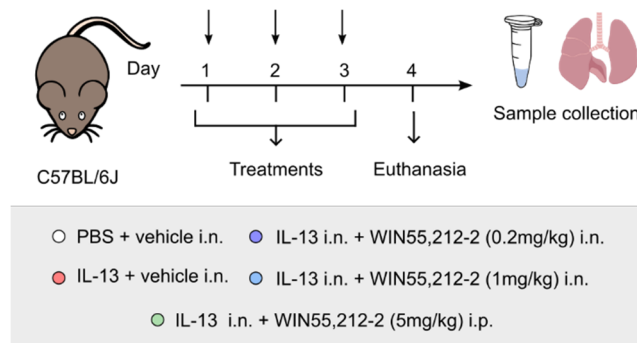 Day
1 2 3 4
Sample collection
Treatments Euthanasia
C57BL/6J
PBS + vehicle i.n. IL-13 i.n. + WIN55,212-2 (0.2mg/kg) i.n.
IL-13 + vehicle i.n. IL-13 i.n. + WIN55,212-2 (1mg/kg) i.n.
IL-13 i.n. + WIN55,212-2 (5mg/kg) i.p.